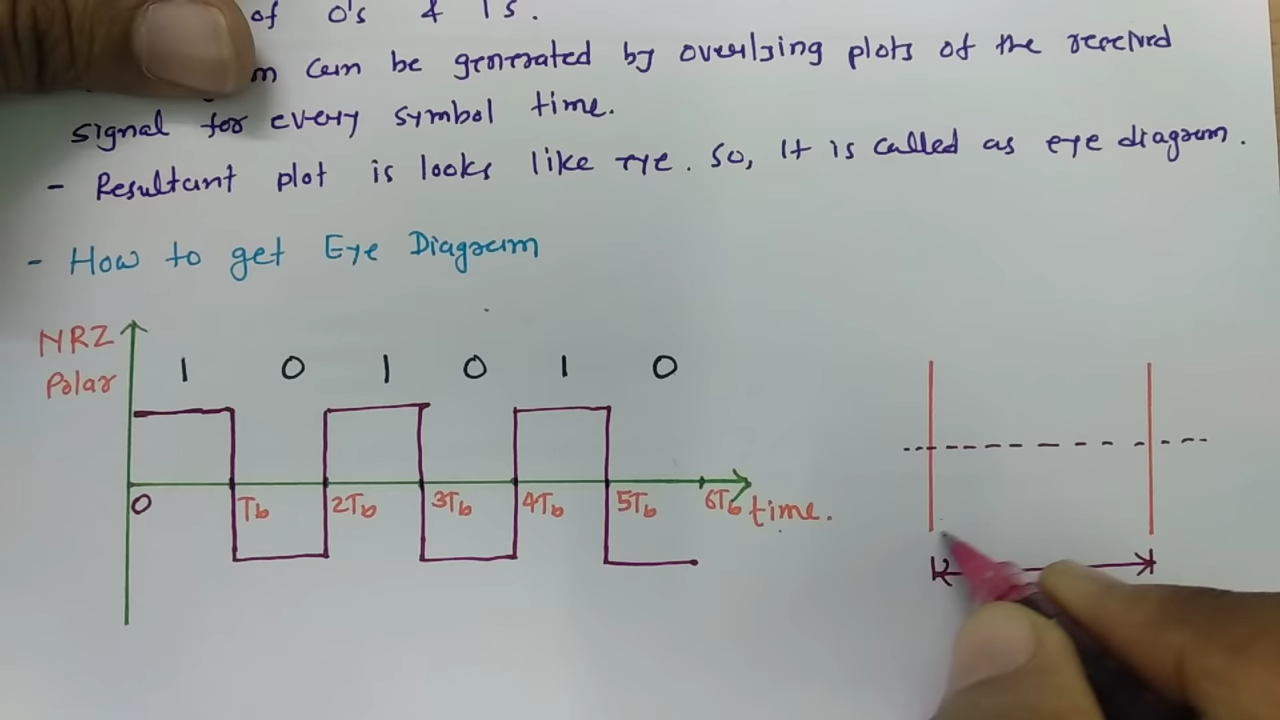 of 0's & 1s.
can be generated by overlying plots of the received
signal for every symbol time.
- Resultant plot is looks like eye. So, It is called as eye diagram.
- How to get Eye Diagram
NRZ
Polar
1 0 1 0 1 0
0 Tb 2Tb 3Tb 4Tb 5Tb 6Tb time.